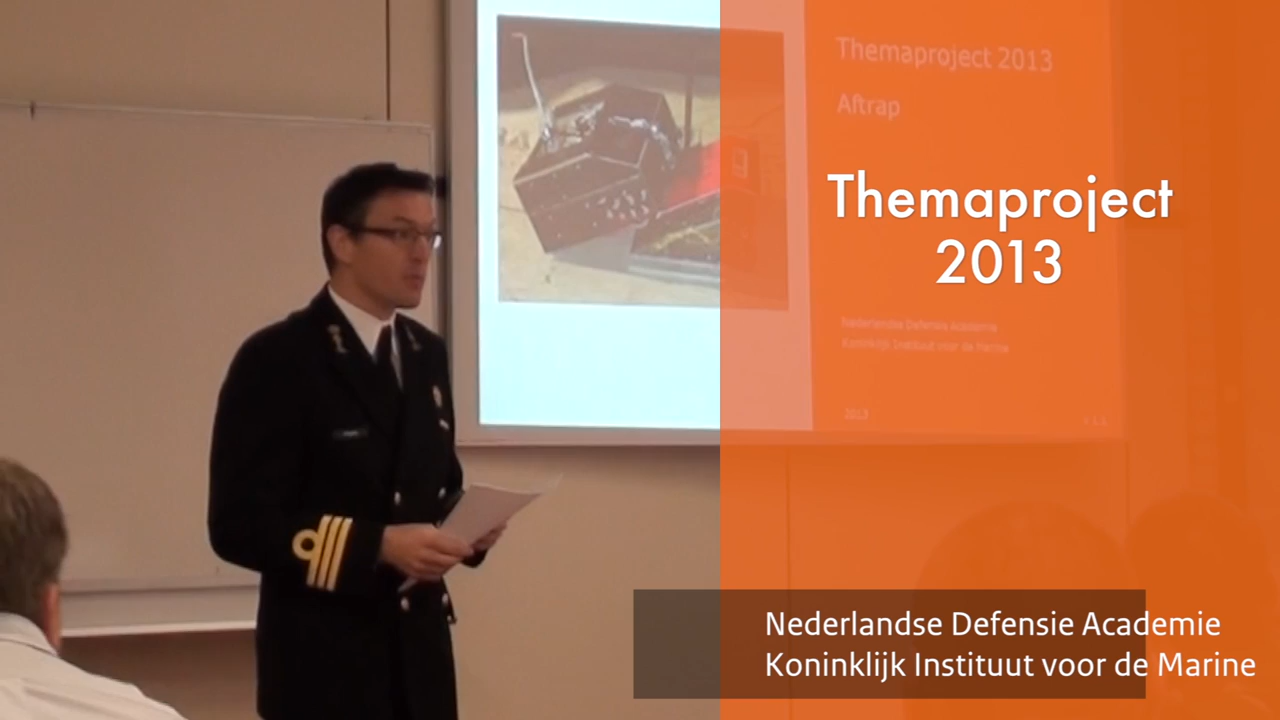 Themaproject 2013
Aftrap
Themaproject
2013
Nederlandse Defensie Academie
Koninklijk Instituut voor de Marine
2013
Nederlandse Defensie Academie
Koninklijk Instituut voor de Marine